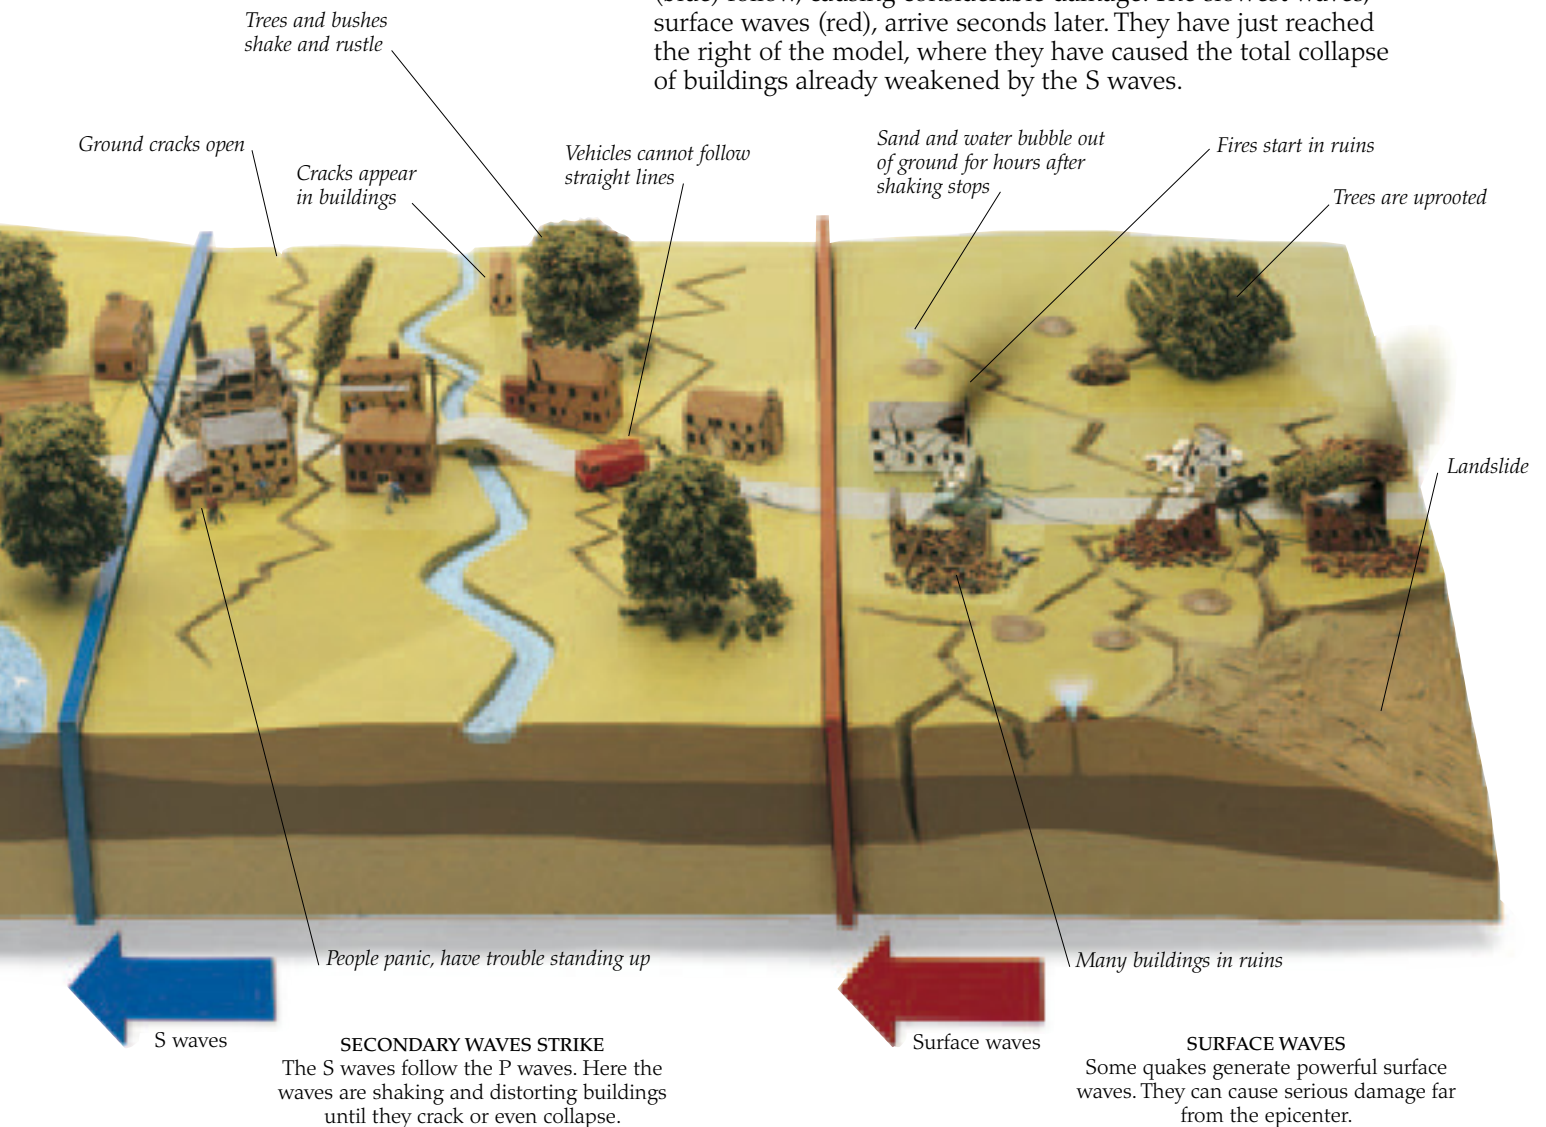 surface waves (red), arrive seconds later. They have just reached
the right of the model, where they have caused the total collapse
of buildings already weakened by the S waves.
Trees and bushes
shake and rustle
Ground cracks open
Cracks appear
in buildings
Vehicles cannot follow
straight lines
Sand and water bubble out
of ground for hours after
shaking stops
Fires start in ruins
Trees are uprooted
Landslide
People panic, have trouble standing up
Many buildings in ruins
S waves
SECONDARY WAVES STRIKE
The S waves follow the P waves. Here the
waves are shaking and distorting buildings
until they crack or even collapse.
Surface waves
SURFACE WAVES
Some quakes generate powerful surface
waves. They can cause serious damage far
from the epicenter.